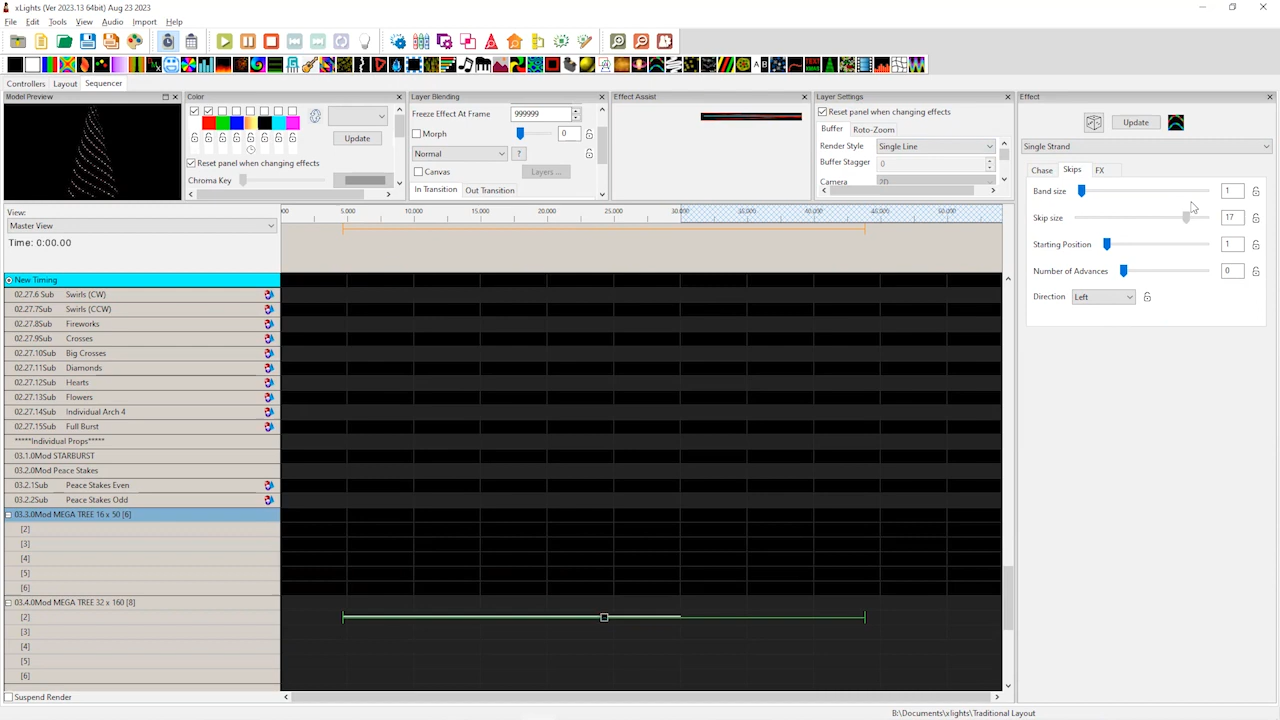 xLights (Ver 2023.13 64bit) Aug 23 2023
File Edit Tools View Audio Import Help
Controllers Layout Sequencer
Model Preview
Color
Update
Reset panel when changing effects
Chroma Key
Layer Blending
Freeze Effect At Frame 999999
Morph 0
Normal ?
Canvas Layers ...
In Transition Out Transition
Effect Assist
Layer Settings
Reset panel when changing effects
Buffer Roto-Zoom
Render Style Single Line
Buffer Stagger 0
Camera 2D
Effect
Update
Single Strand
Chase Skips FX
Band size 1
Skip size 17
Starting Position 1
Number of Advances 0
Direction Left
View:
Master View
Time: 0:00.00
5.000 10.000 15.000 20.000 25.000 30.000 35.000 40.000 45.000 50.000
New Timing
02.27.6 Sub Swirls (CW)
02.27.7Sub Swirls (CCW)
02.27.8Sub Fireworks
02.27.9Sub Crosses
02.27.10Sub Big Crosses
02.27.11Sub Diamonds
02.27.12Sub Hearts
02.27.13Sub Flowers
02.27.14Sub Individual Arch 4
02.27.15Sub Full Burst
*****Individual Props*****
03.1.0Mod STARBURST
03.2.0Mod Peace Stakes
03.2.1Sub Peace Stakes Even
03.2.2Sub Peace Stakes Odd
03.3.0Mod MEGA TREE 16 x 50 [6]
[2]
[3]
[4]
[5]
[6]
03.4.0Mod MEGA TREE 32 x 160 [8]
[2]
[3]
[4]
[5]
[6]
Suspend Render
B:\Documents\xlights\Traditional Layout